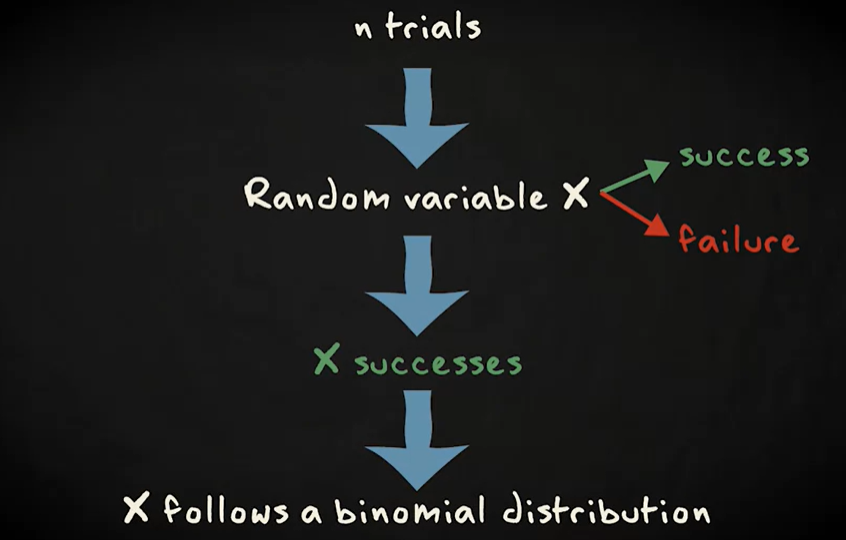 n trials
Random variable X
success
failure
X successes
X follows a binomial distribution